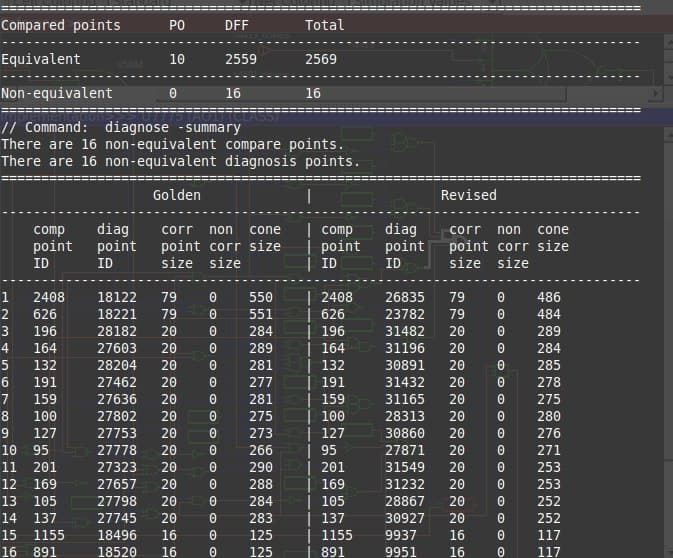 ================================================================================
Compared points      PO     DFF       Total
--------------------------------------------------------------------------------
Equivalent           10     2559      2569
--------------------------------------------------------------------------------
Non-equivalent       0      16        16
================================================================================
// Command:  diagnose -summary
There are 16 non-equivalent compare points.
There are 16 non-equivalent diagnosis points.
================================================================================
Golden | Revised
--------------------------------------------------------------------------------
comp diag corr non cone | comp diag corr non cone
point point point corr size | point point point corr size
ID ID size size | ID ID size size
--------------------------------------------------------------------------------
1 2408 18122 79 0 550 | 2408 26835 79 0 486
2 626 18221 79 0 551 | 626 23782 79 0 484
3 196 28182 20 0 284 | 196 31482 20 0 289
4 164 27603 20 0 289 | 164 31196 20 0 284
5 132 28204 20 0 281 | 132 30891 20 0 285
6 191 27462 20 0 277 | 191 31432 20 0 278
7 159 27636 20 0 281 | 159 31165 20 0 275
8 100 27802 20 0 275 | 100 28313 20 0 280
9 127 27753 20 0 273 | 127 30860 20 0 276
10 95 27778 20 0 266 | 95 27871 20 0 271
11 201 27323 20 0 290 | 201 31549 20 0 253
12 169 27657 20 0 288 | 169 31232 20 0 253
13 105 27798 20 0 284 | 105 28867 20 0 252
14 137 27745 20 0 283 | 137 30927 20 0 252
15 1155 18496 16 0 125 | 1155 9937 16 0 117
16 891 18520 16 0 125 | 891 9951 16 0 117